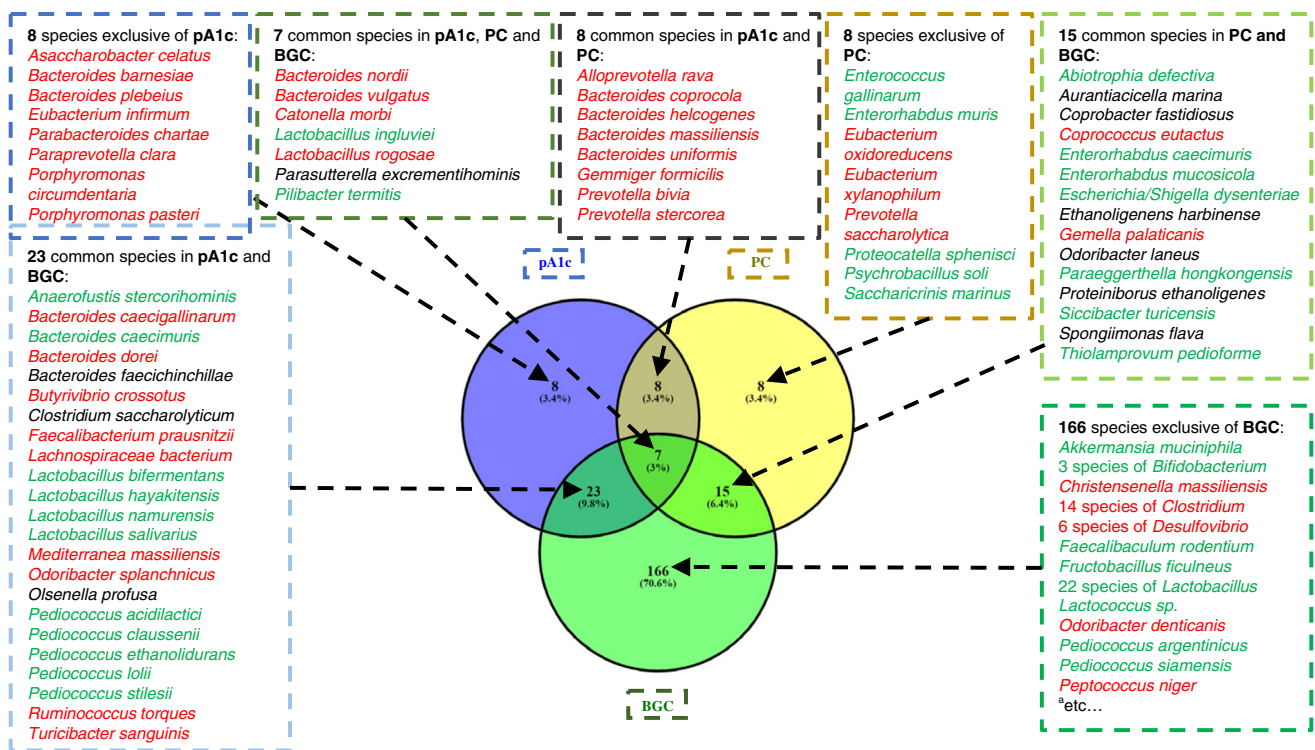 8 species exclusive of pA1c:
Asaccharobacter celatus
Bacteroides barnesiae
Bacteroides plebeius
Eubacterium infirmum
Parabacteroides chartae
Paraprevotella clara
Porphyromonas
circumdentaria
Porphyromonas pasteri
7 common species in pA1c, PC and
BGC:
Bacteroides nordii
Bacteroides vulgatus
Catonella morbi
Lactobacillus ingluviei
Lactobacillus rogosae
Parasutterella excrementihominis
Pilibacter termitis
8 common species in pA1c and
PC:
Alloprevotella rava
Bacteroides coprocola
Bacteroides helcogenes
Bacteroides massiliensis
Bacteroides uniformis
Gemmiger formicilis
Prevotella bivia
Prevotella stercorea
8 species exclusive of
PC:
Enterococcus
gallinarum
Enterorhabdus muris
Eubacterium
oxidoreducens
Eubacterium
xylanophilum
Prevotella
saccharolytica
Proteocatella sphenisci
Psychrobacillus soli
Saccharicrinis marinus
15 common species in PC and
BGC:
Abiotrophia defectiva
Aurantiacicella marina
Coprobacter fastidiosus
Coprococcus eutactus
Enterorhabdus caecimuris
Enterorhabdus mucosicola
Escherichia/Shigella dysenteriae
Ethanoligenens harbinense
Gemella palaticanis
Odoribacter laneus
Paraeggerthella hongkongensis
Proteiniborus ethanoligenes
Siccibacter turicensis
Spongiimonas flava
Thiolamprovum pedioforme
23 common species in pA1c and
BGC:
Anaerofustis stercorihominis
Bacteroides caecigallinarum
Bacteroides caecimuris
Bacteroides dorei
Bacteroides faecichinchillae
Butyrivibrio crossotus
Clostridium saccharolyticum
Faecalibacterium prausnitzii
Lachnospiraceae bacterium
Lactobacillus bifermentans
Lactobacillus hayakitensis
Lactobacillus namurensis
Lactobacillus salivarius
Mediterranea massiliensis
Odoribacter splanchnicus
Olsenella profusa
Pediococcus acidilactici
Pediococcus claussenii
Pediococcus ethanolidurans
Pediococcus lolii
Pediococcus stilesii
Ruminococcus torques
Turicibacter sanguinis
pA1c
PC
8
(3.4%)
8
(3.4%)
8
(3.4%)
7
(3%)
23
(9.8%)
15
(6.4%)
166
(70.6%)
BGC
166 species exclusive of BGC:
Akkermansia muciniphila
3 species of Bifidobacterium
Christensenella massiliensis
14 species of Clostridium
6 species of Desulfovibrio
Faecalibaculum rodentium
Fructobacillus ficulneus
22 species of Lactobacillus
Lactococcus sp.
Odoribacter denticanis
Pediococcus argentinicus
Pediococcus siamensis
Peptococcus niger
aetc…